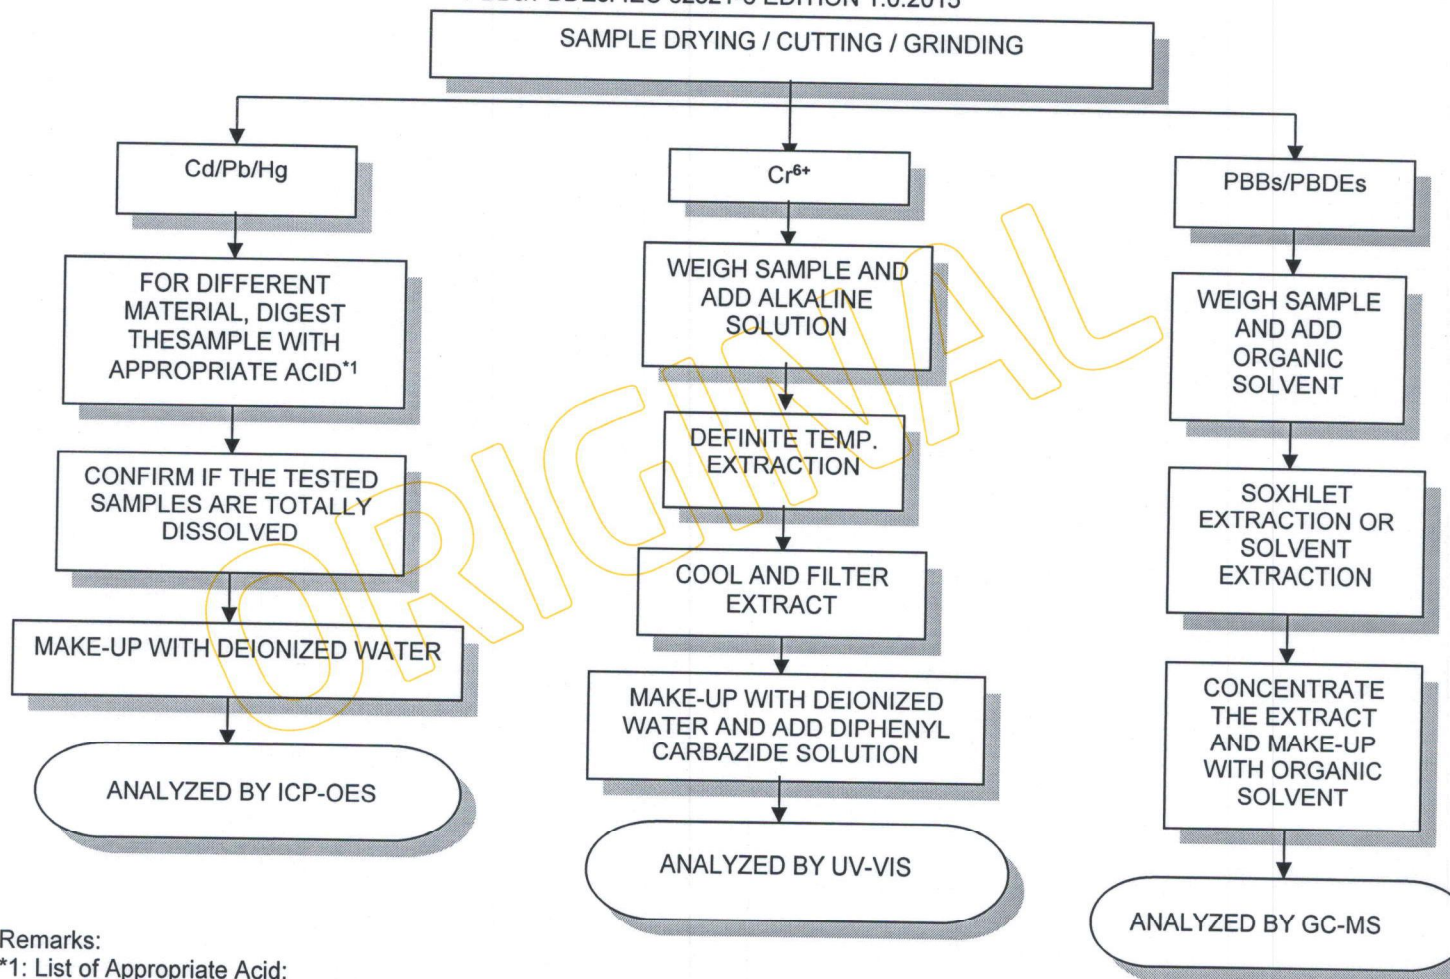 EDITION 1.0:2015
SAMPLE DRYING / CUTTING / GRINDING
Cd/Pb/Hg
FOR DIFFERENT
MATERIAL, DIGEST
THESAMPLE WITH
APPROPRIATE ACID*1
CONFIRM IF THE TESTED
SAMPLES ARE TOTALLY
DISSOLVED
MAKE-UP WITH DEIONIZED WATER
ANALYZED BY ICP-OES
Cr6+
WEIGH SAMPLE AND
ADD ALKALINE
SOLUTION
DEFINITE TEMP.
EXTRACTION
COOL AND FILTER
EXTRACT
MAKE-UP WITH DEIONIZED
WATER AND ADD DIPHENYL
CARBAZIDE SOLUTION
ANALYZED BY UV-VIS
PBBs/PBDEs
WEIGH SAMPLE
AND ADD
ORGANIC
SOLVENT
SOXHLET
EXTRACTION OR
SOLVENT
EXTRACTION
CONCENTRATE
THE EXTRACT
AND MAKE-UP
WITH ORGANIC
SOLVENT
ANALYZED BY GC-MS
ORIGINAL
Remarks:
*1: List of Appropriate Acid: